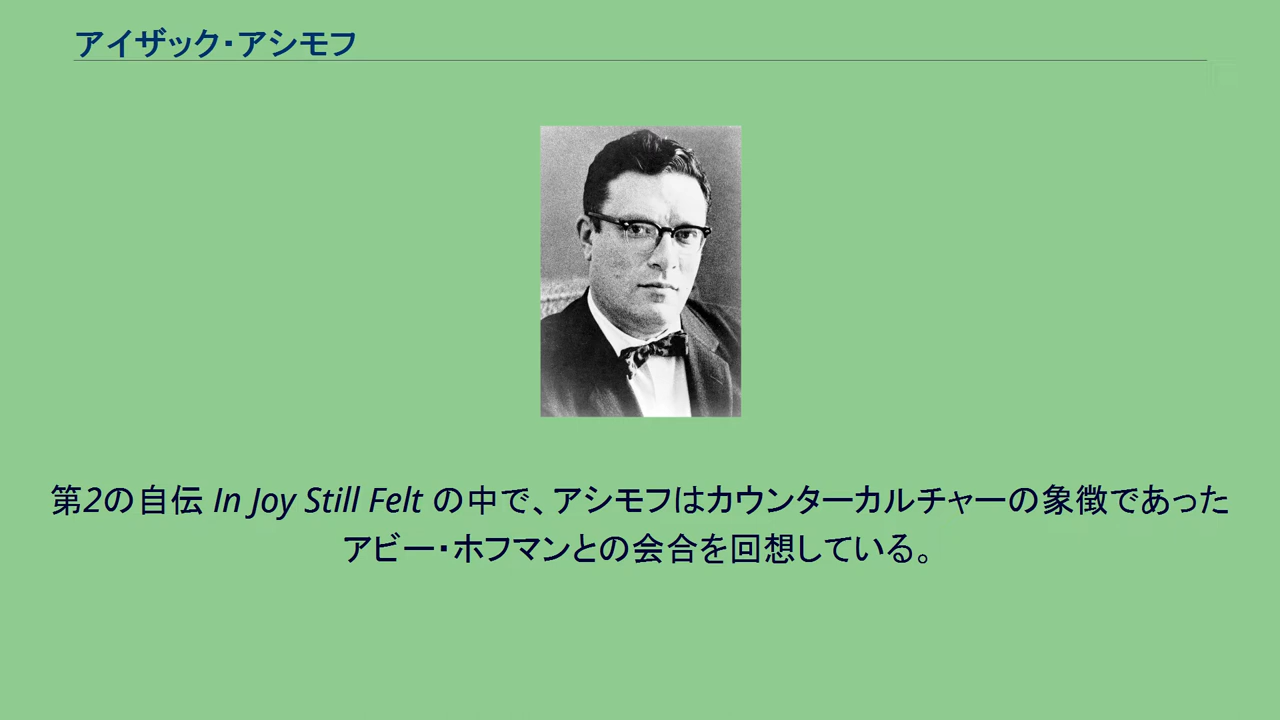 アイザック・アシモフ
第2の自伝 In Joy Still Felt の中で、アシモフはカウンターカルチャーの象徴であった
アビー・ホフマンとの会合を回想している。